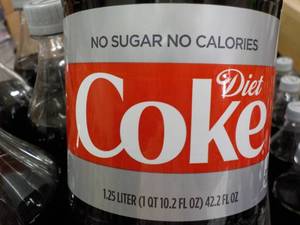 NO SUGAR NO CALORIES
Diet
Coke
1.25 LITER (1 QT 10.2 FL OZ) 42.2 FL OZ